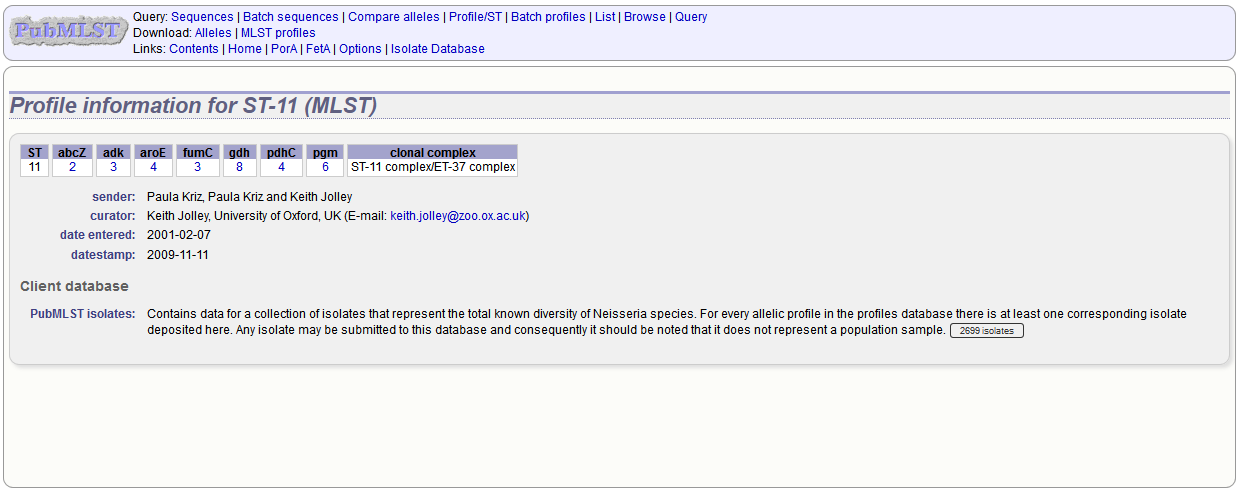 PubMLST
Query: Sequences | Batch sequences | Compare alleles | Profile/ST | Batch profiles | List | Browse | Query
Download: Alleles | MLST profiles
Links: Contents | Home | PorA | FetA | Options | Isolate Database
Profile information for ST-11 (MLST)
ST abcZ adk aroE fumC gdh pdhC pgm clonal complex
11 2 3 4 3 8 4 6 ST-11 complex/ET-37 complex
sender: Paula Kriz, Paula Kriz and Keith Jolley
curator: Keith Jolley, University of Oxford, UK (E-mail: keith.jolley@zoo.ox.ac.uk)
date entered: 2001-02-07
datestamp: 2009-11-11
Client database
PubMLST isolates: Contains data for a collection of isolates that represent the total known diversity of Neisseria species. For every allelic profile in the profiles database there is at least one corresponding isolate
deposited here. Any isolate may be submitted to this database and consequently it should be noted that it does not represent a population sample. 2699 isolates